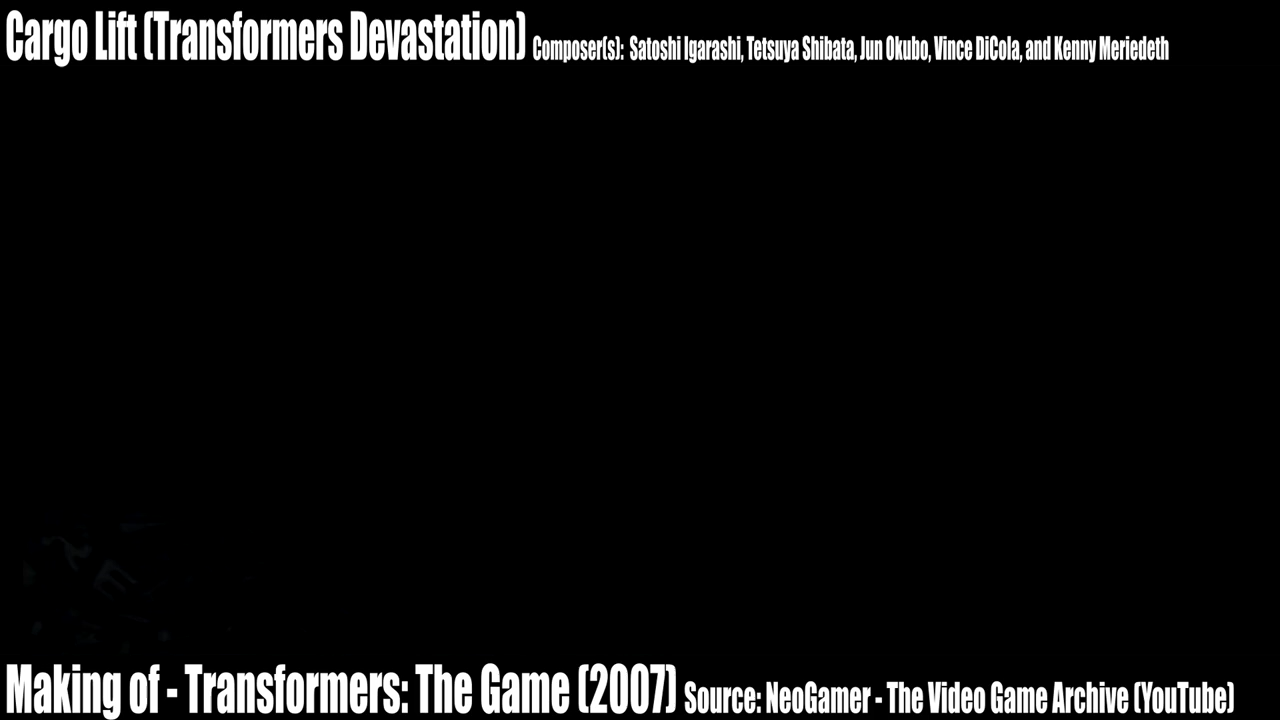 Cargo Lift (Transformers Devastation) Composer(s): Satoshi Igarashi, Tetsuya Shibata, Jun Okubo, Vince DiCola, and Kenny Meriedeth
Making of - Transformers: The Game (2007) Source: NeoGamer - The Video Game Archive (YouTube)